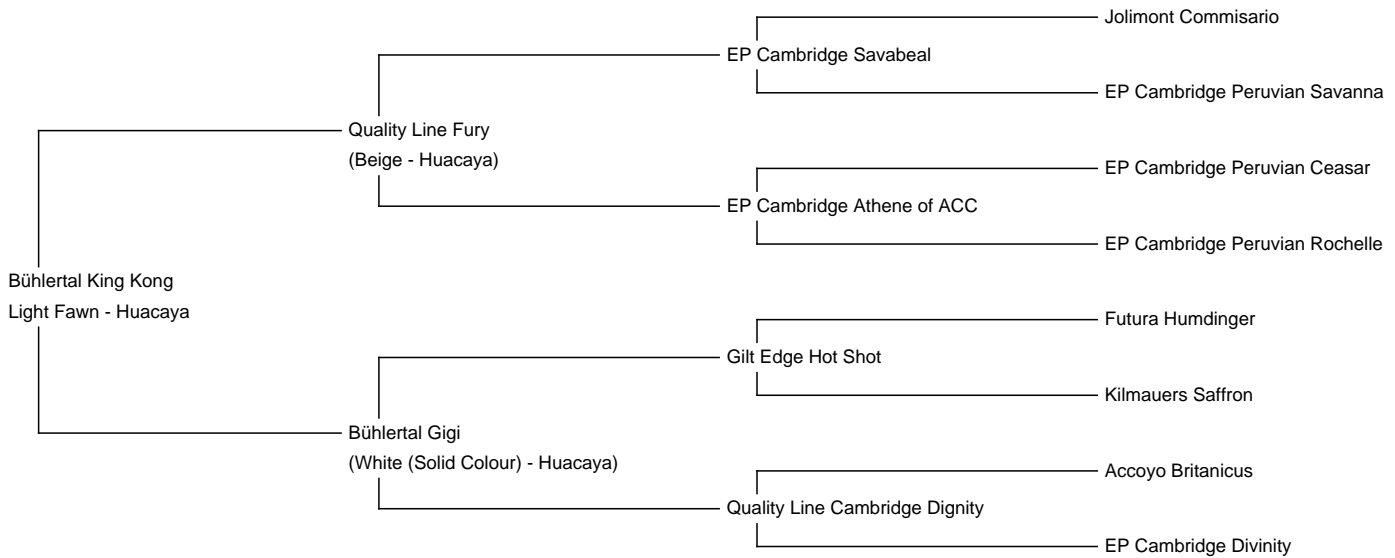 Jolimont Commisario
EP Cambridge Savabeal
EP Cambridge Peruvian Savanna
Quality Line Fury
(Beige - Huacaya)
EP Cambridge Peruvian Ceasar
EP Cambridge Athene of ACC
EP Cambridge Peruvian Rochelle
Bühlertal King Kong
Light Fawn - Huacaya
Futura Humdinger
Gilt Edge Hot Shot
Kilmauers Saffron
Bühlertal Gigi
(White (Solid Colour) - Huacaya)
Accoyo Britanicus
Quality Line Cambridge Dignity
EP Cambridge Divinity